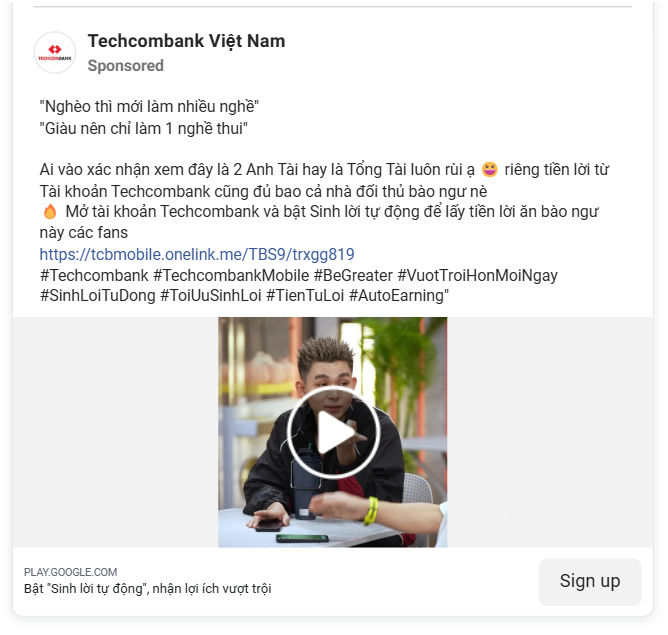 TECHCOMBANK
Techcombank Việt Nam
Sponsored
"Nghèo thì mới làm nhiều nghề"
"Giàu nên chỉ làm 1 nghề thui"
Ai vào xác nhận xem đây là 2 Anh Tài hay là Tổng Tài luôn rùi ạ 😆 riêng tiền lời từ
Tài khoản Techcombank cũng đủ bao cả nhà đối thủ bào ngư nè
🔥 Mở tài khoản Techcombank và bật Sinh lời tự động để lấy tiền lời ăn bào ngư
này các fans
https://tcbmobile.onelink.me/TBS9/trxgg819
#Techcombank #TechcombankMobile #BeGreater #VuotTroiHonMoiNgay
#SinhLoiTuDong #ToiUuSinhLoi #TienTuLoi #AutoEarning"
PLAY.GOOGLE.COM
Bật "Sinh lời tự động", nhận lợi ích vượt trội
Sign up